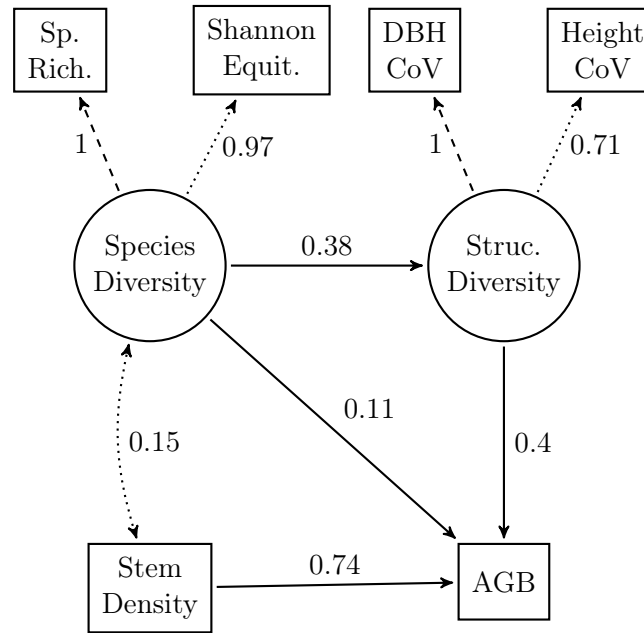 Sp.
Rich.
Shannon
Equit.
DBH
CoV
Height
CoV
1
0.97
1
0.71
Species
Diversity
0.38
Struc.
Diversity
0.11
0.15
0.4
Stem
Density
0.74
AGB